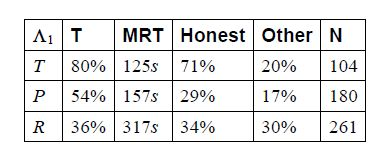 Λ1 T MRT Honest Other N
T 80% 125s 71% 20% 104
P 54% 157s 29% 17% 180
R 36% 317s 34% 30% 261